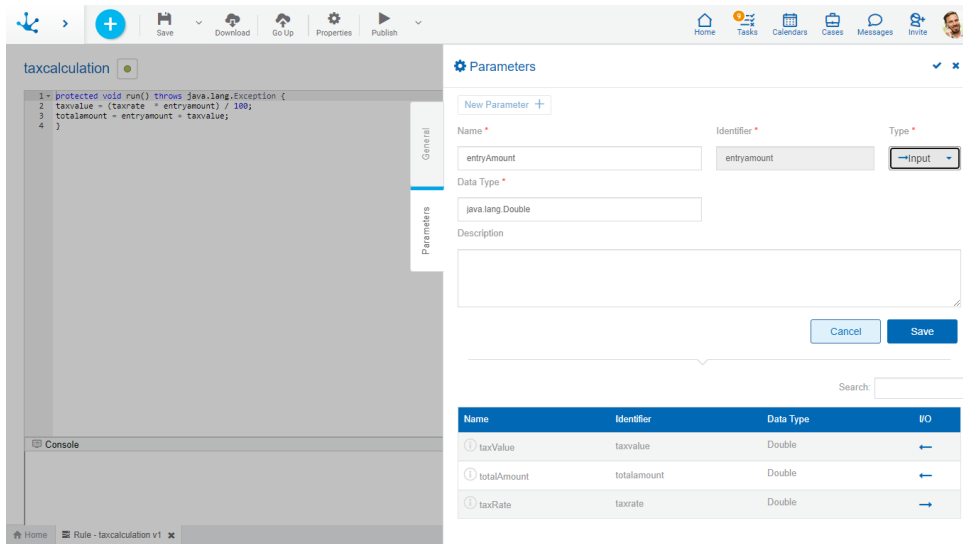 Save
Download
Go Up
Properties
Publish
Home
9
Tasks
Calendars
Cases
Messages
Invite
taxcalculation
1 protected void run() throws java.lang.Exception {
2 taxvalue = (taxrate * entryamount) / 100;
3 totalamount = entryamount + taxvalue;
4 }
General
Parameters
Console
Home
Rule - taxcalculation v1
Parameters
New Parameter +
Name * Identifier * Type *
entryAmount entryamount Input
Data Type *
java.lang.Double
Description
Cancel Save
Search:
Name Identifier Data Type I/O
taxValue taxvalue Double
totalAmount totalamount Double
taxRate taxrate Double